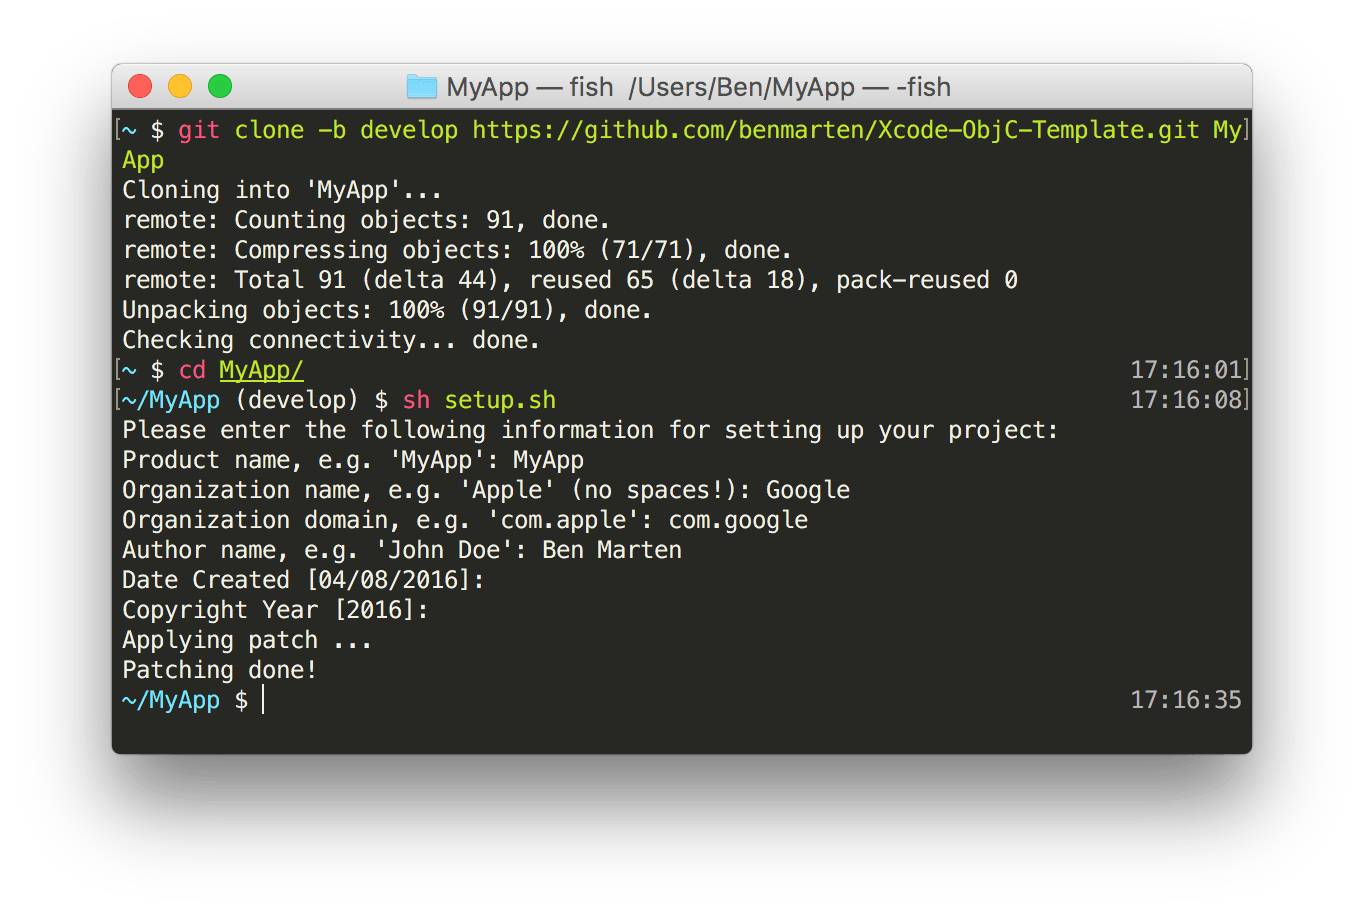 MyApp — fish  /Users/Ben/MyApp — -fish
[~ $ git clone -b develop https://github.com/benmarten/Xcode-ObjC-Template.git My]
App
Cloning into 'MyApp'...
remote: Counting objects: 91, done.
remote: Compressing objects: 100% (71/71), done.
remote: Total 91 (delta 44), reused 65 (delta 18), pack-reused 0
Unpacking objects: 100% (91/91), done.
Checking connectivity... done.
[~ $ cd MyApp/ 17:16:01]
[~/MyApp (develop) $ sh setup.sh 17:16:08]
Please enter the following information for setting up your project:
Product name, e.g. 'MyApp': MyApp
Organization name, e.g. 'Apple' (no spaces!): Google
Organization domain, e.g. 'com.apple': com.google
Author name, e.g. 'John Doe': Ben Marten
Date Created [04/08/2016]:
Copyright Year [2016]:
Applying patch ...
Patching done!
~/MyApp $ 17:16:35